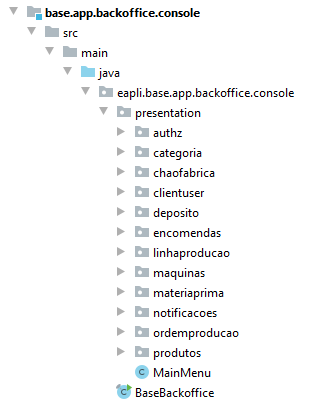 base.app.backoffice.console
src
main
java
eapli.base.app.backoffice.console
presentation
authz
categoria
chaofabrica
clientuser
deposito
encomendas
linhaproducao
maquinas
materiaprima
notificacoes
ordemproducao
produtos
C MainMenu
C BaseBackoffice